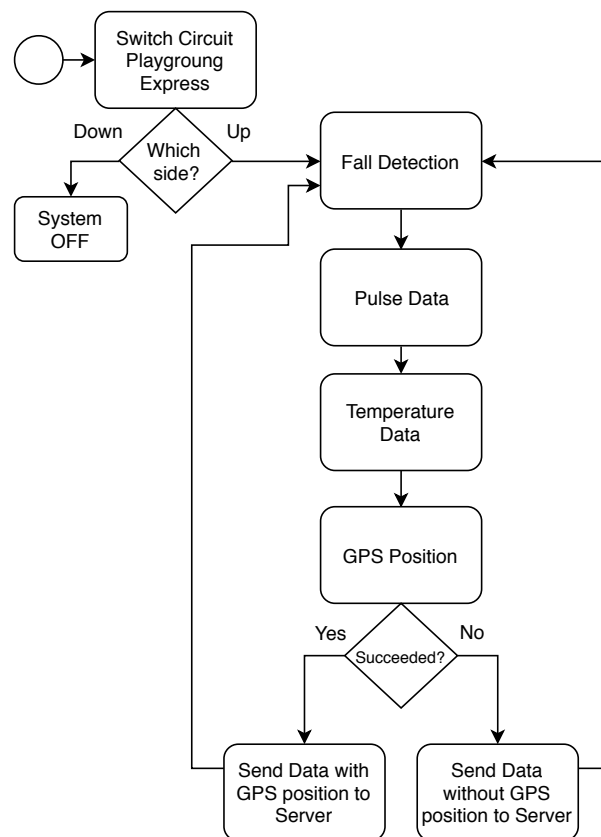 Switch Circuit
Playgroung
Express
Down
Up
Which
side?
Fall Detection
System
OFF
Pulse Data
Temperature
Data
GPS Position
Yes
No
Succeeded?
Send Data with
GPS position to
Server
Send Data
without GPS
position to Server